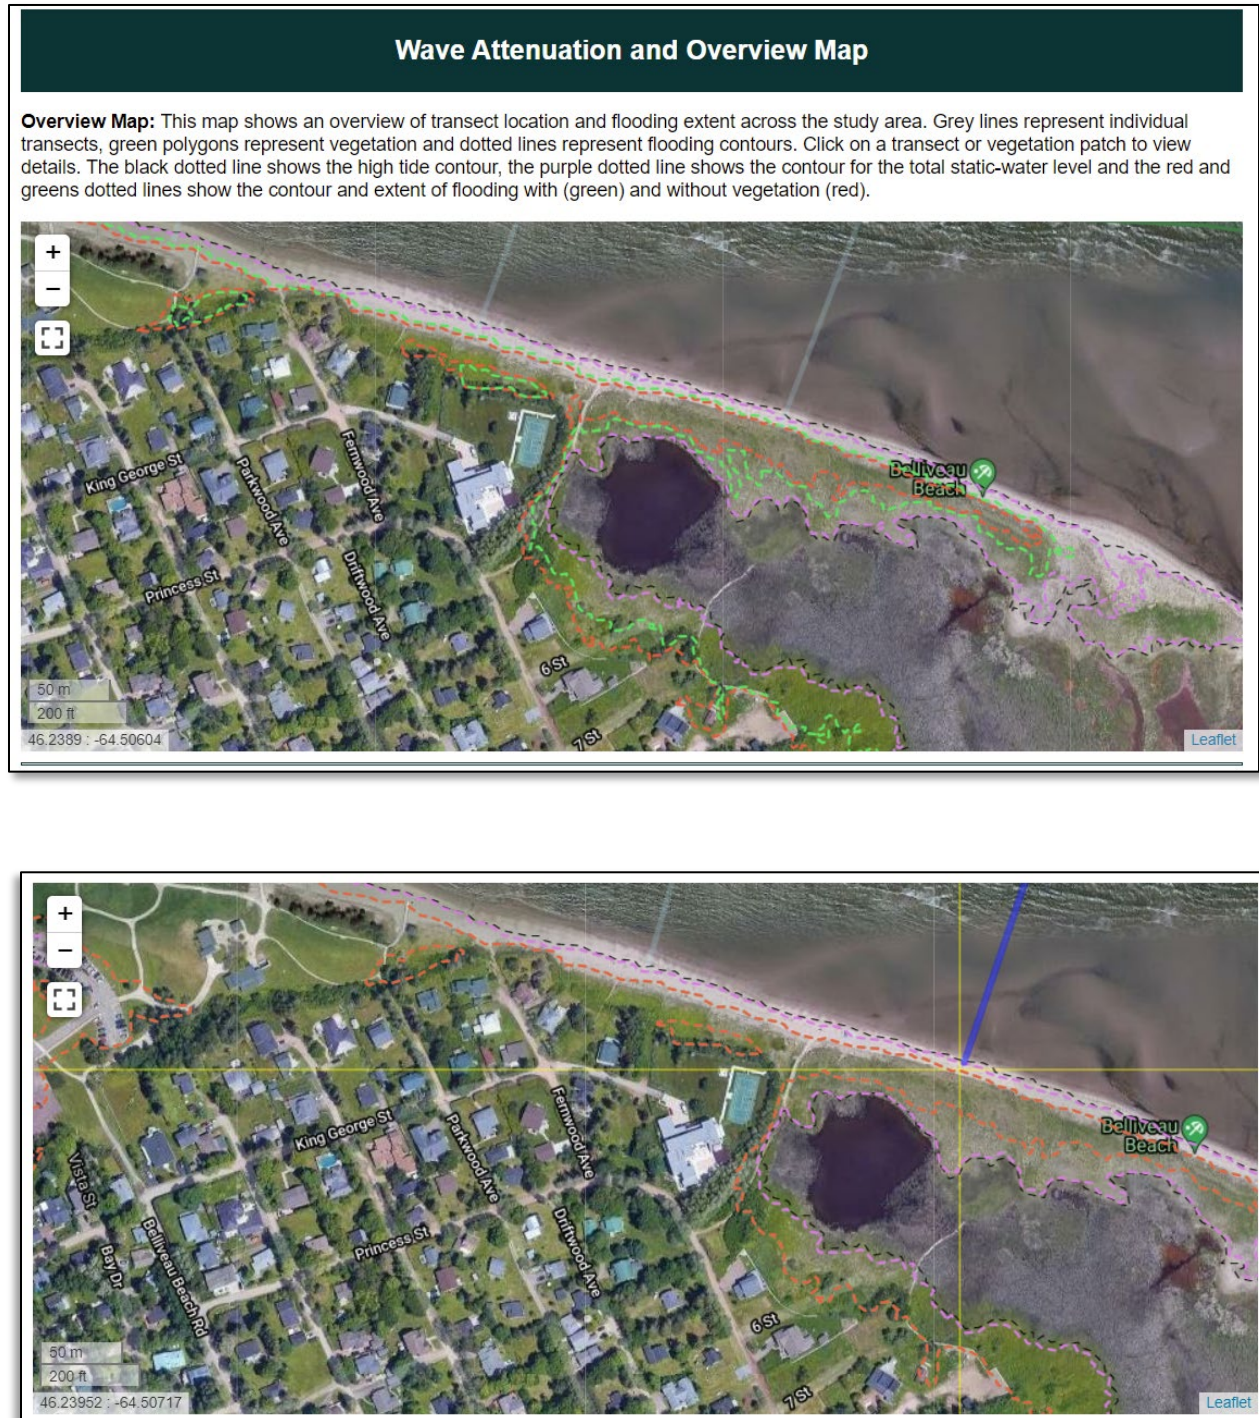 Wave Attenuation and Overview Map
Overview Map: This map shows an overview of transect location and flooding extent across the study area. Grey lines represent individual
transects, green polygons represent vegetation and dotted lines represent flooding contours. Click on a transect or vegetation patch to view
details. The black dotted line shows the high tide contour, the purple dotted line shows the contour for the total static-water level and the red and
greens dotted lines show the contour and extent of flooding with (green) and without vegetation (red).
+
−
King George St
Parkwood Ave
Fernwood Ave
Belliveau
Beach
Princess St
Driftwood Ave
6 St
7 St
50 m
200 ft
46.2389 : -64.50604
Leaflet
+
−
King George St
Parkwood Ave
Fernwood Ave
Belliveau
Beach
Vista St
Bay Dr
Belliveau Beach Rd
Princess St
Driftwood Ave
6 St
7 St
50 m
200 ft
46.23952 : -64.50717
Leaflet